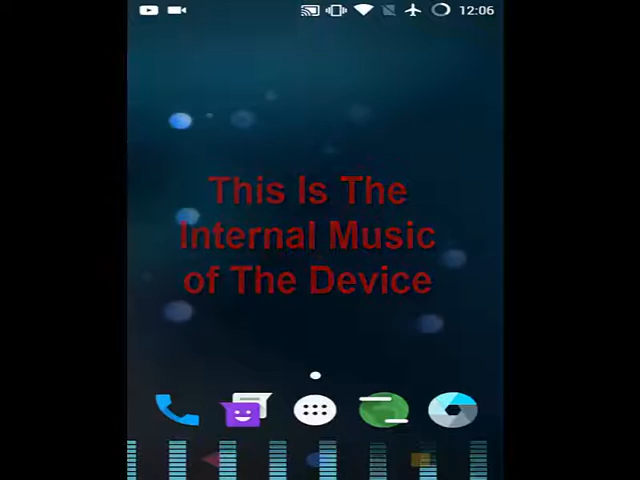 12:06
This Is The
Internal Music
of The Device